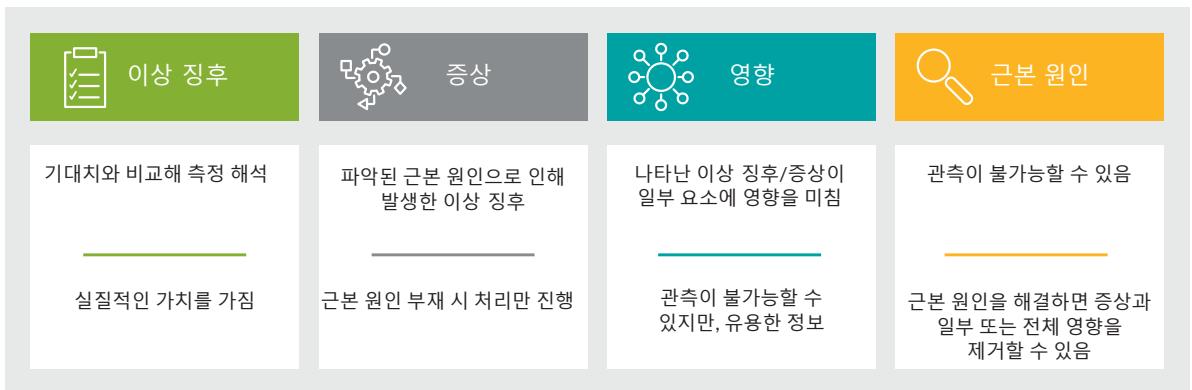 이상 징후
증상
영향
근본 원인
기대치와 비교해 측정 해석
실질적인 가치를 가짐
파악된 근본 원인으로 인해
발생한 이상 징후
근본 원인 부재 시 처리만 진행
나타난 이상 징후/증상이
일부 요소에 영향을 미침
관측이 불가능할 수
있지만, 유용한 정보
관측이 불가능할 수 있음
근본 원인을 해결하면 증상과
일부 또는 전체 영향을
제거할 수 있음